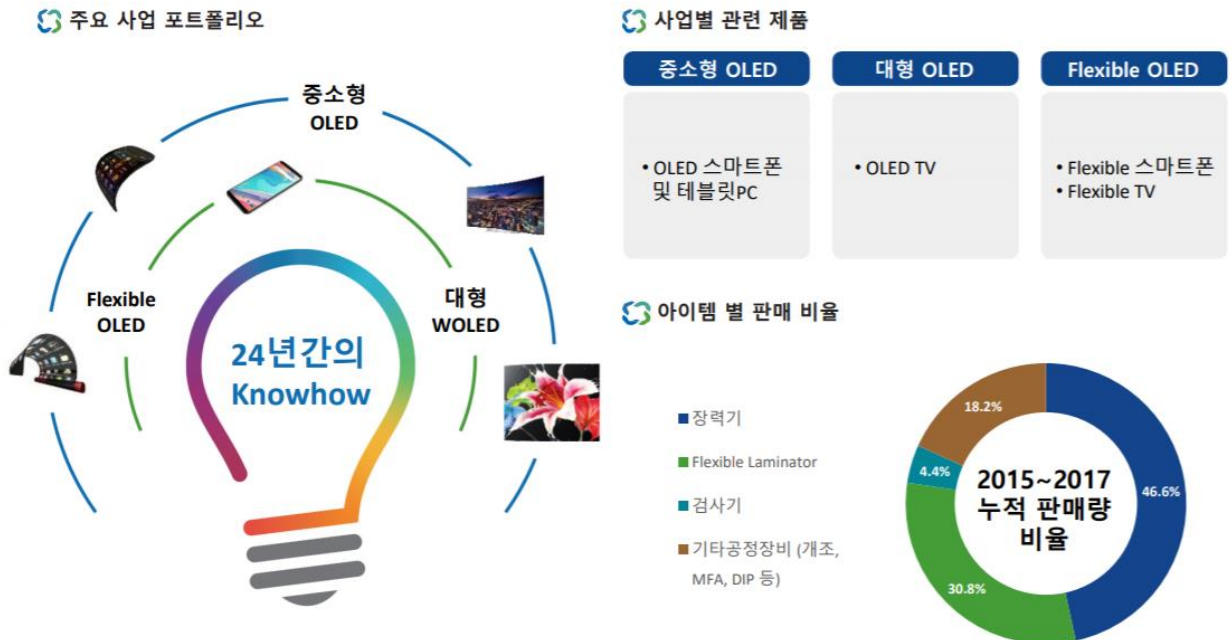 주요 사업 포트폴리오
중소형
OLED
Flexible
OLED
대형
WOLED
24년간의
Knowhow
사업별 관련 제품
중소형 OLED
• OLED 스마트폰
및 테블릿PC
대형 OLED
• OLED TV
Flexible OLED
• Flexible 스마트폰
• Flexible TV
아이템 별 판매 비율
장력기
Flexible Laminator
검사기
기타공정장비 (개조,
MFA, DIP 등)
18.2%
4.4%
46.6%
30.8%
2015~2017
누적 판매량
비율